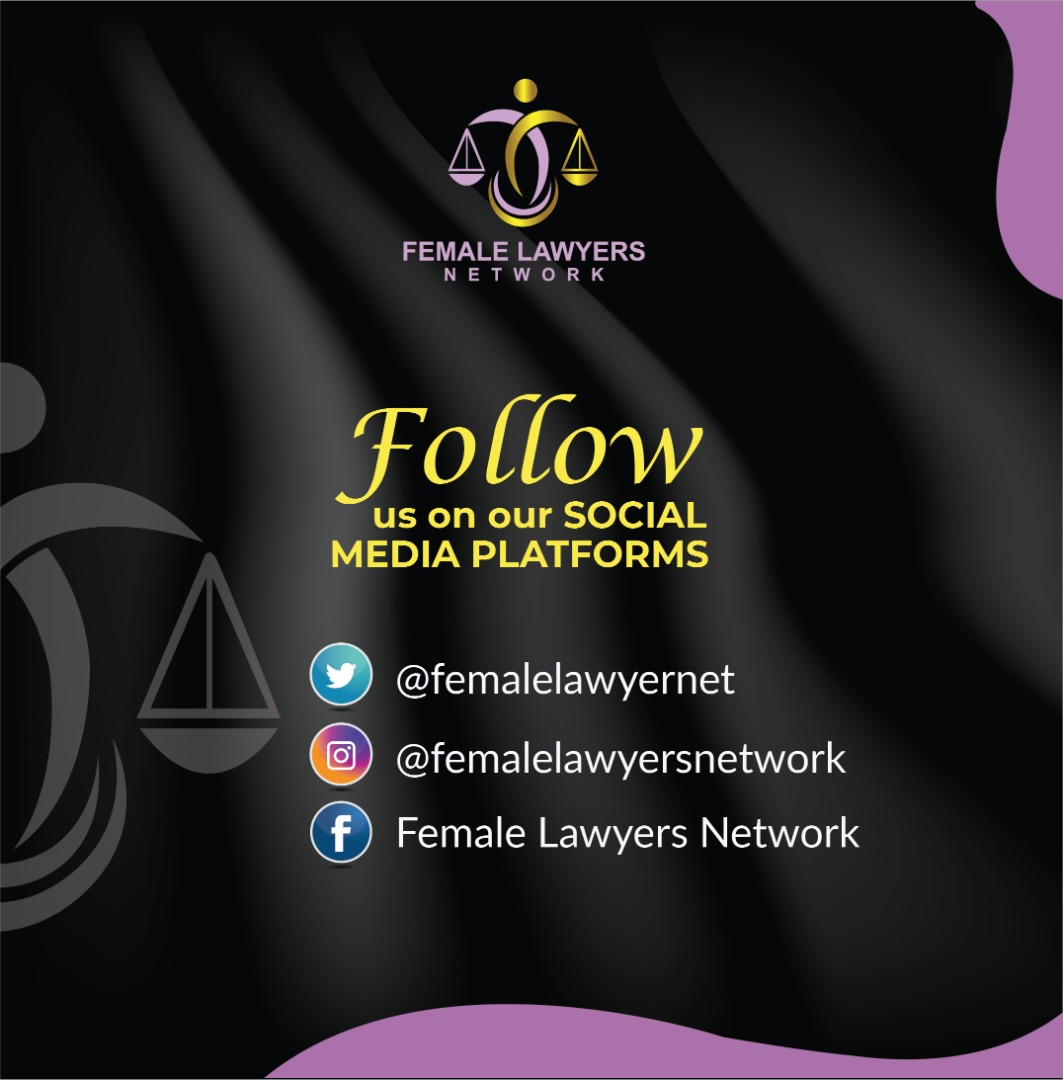 FEMALE LAWYERS
NETWORK
Follow
us on our SOCIAL
MEDIA PLATFORMS
@femalelawyernet
@femalelawyersnetwork
f
Female Lawyers Network